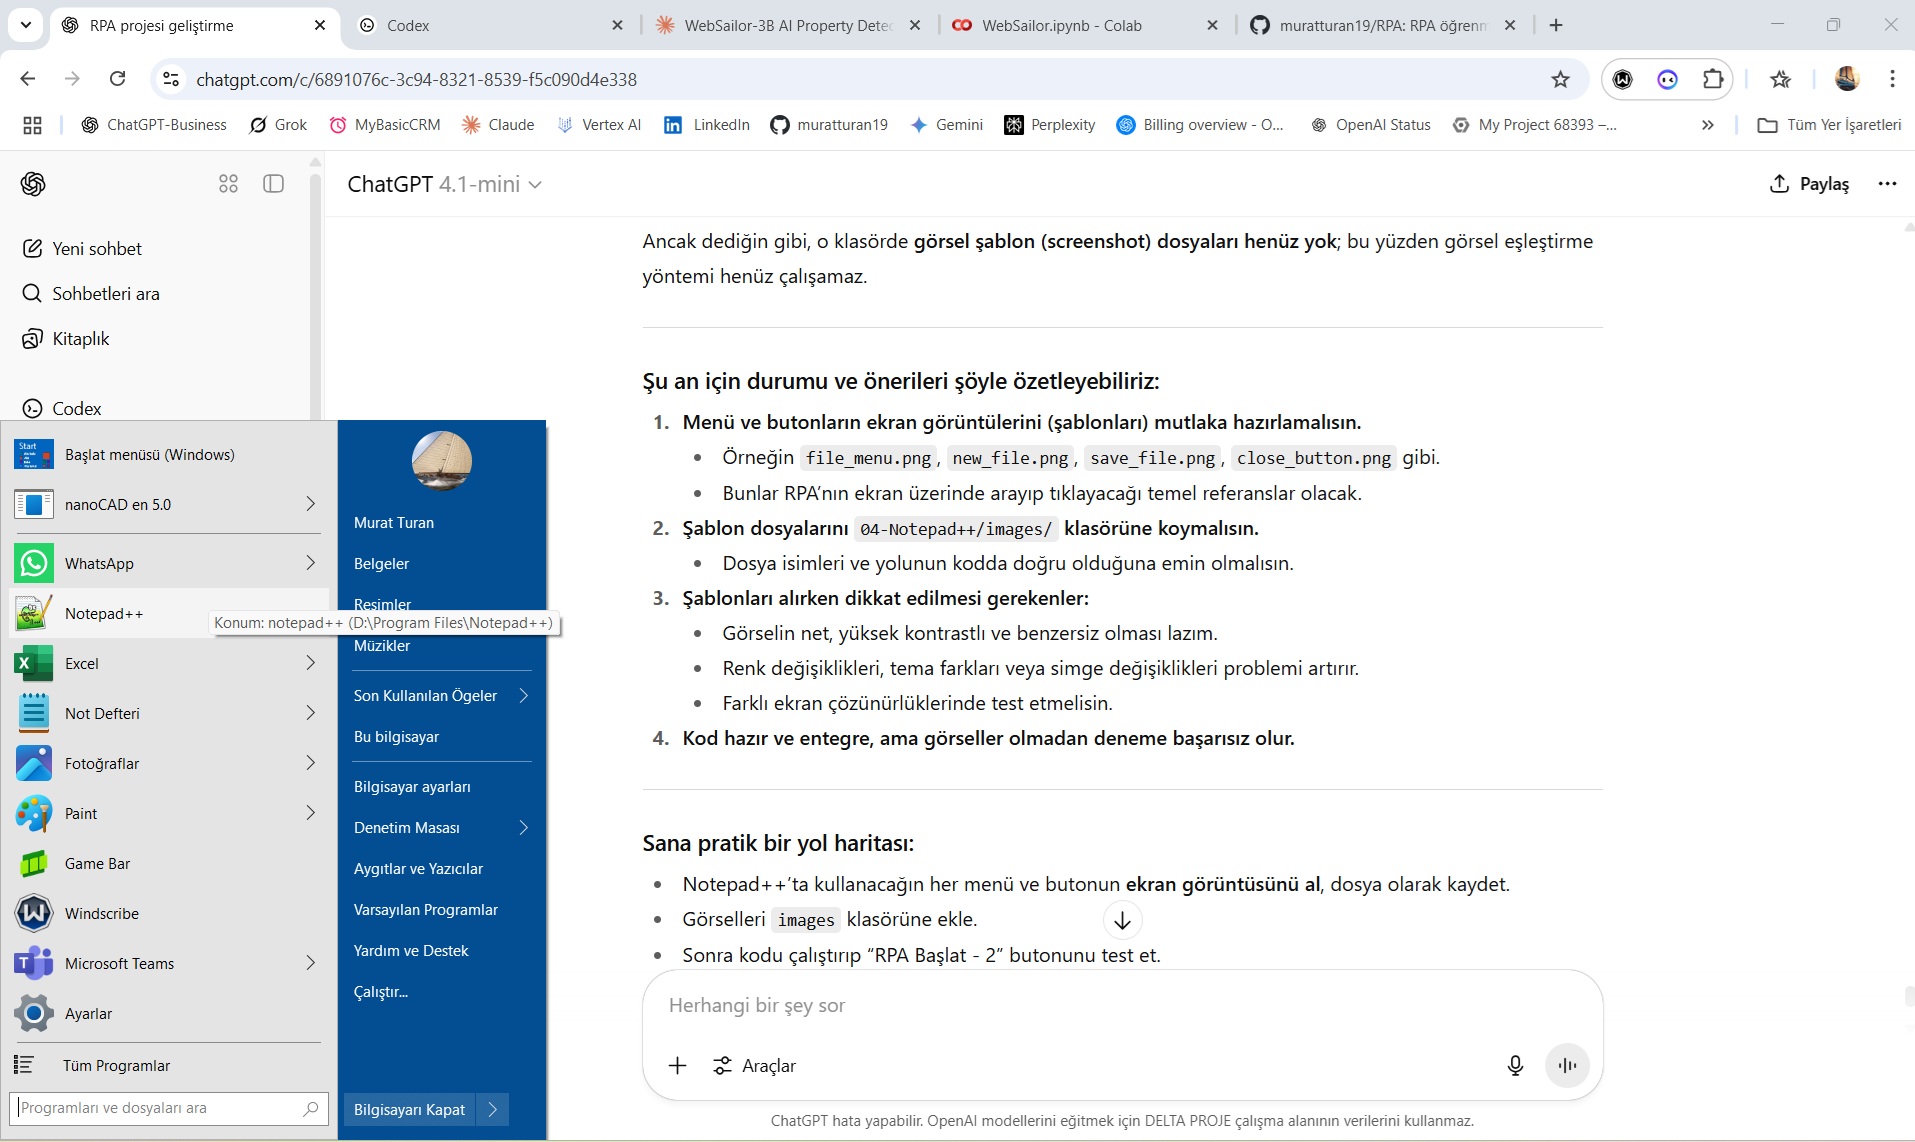 RPA projesi geliştirme
Codex
WebSailor-3B AI Property Detec
WebSailor.ipynb - Colab
muratturan19/RPA: RPA öğrenm
chatgpt.com/c/6891076c-3c94-8321-8539-f5c090d4e338
ChatGPT-Business
Grok
MyBasicCRM
Claude
Vertex AI
LinkedIn
muratturan19
Gemini
Perplexity
Billing overview - O...
OpenAI Status
My Project 68393 –...
Tüm Yer İşaretleri
ChatGPT 4.1-mini
Paylaş
Yeni sohbet
Sohbetleri ara
Kitaplık
Codex
Ancak dediğin gibi, o klasörde görsel şablon (screenshot) dosyaları henüz yok; bu yüzden görsel eşleştirme
yöntemi henüz çalışamaz.
Şu an için durumu ve önerileri şöyle özetleyebiliriz:
1. Menü ve butonların ekran görüntülerini (şablonları) mutlaka hazırlamalısın.
• Örneğin file_menu.png, new_file.png, save_file.png, close_button.png gibi.
• Bunlar RPA’nın ekran üzerinde arayıp tıklayacağı temel referanslar olacak.
2. Şablon dosyalarını 04-Notepad++/images/ klasörüne koymalısın.
• Dosya isimleri ve yolunun kodda doğru olduğuna emin olmalısın.
3. Şablonları alırken dikkat edilmesi gerekenler:
• Görselin net, yüksek kontrastlı ve benzersiz olması lazım.
• Renk değişiklikleri, tema farkları veya simge değişiklikleri problemi artırır.
• Farklı ekran çözünürlüklerinde test etmelisin.
4. Kod hazır ve entegre, ama görseller olmadan deneme başarısız olur.
Sana pratik bir yol haritası:
• Notepad++’ta kullanacağın her menü ve butonun ekran görüntüsünü al, dosya olarak kaydet.
• Görselleri images klasörüne ekle.
• Sonra kodu çalıştırıp “RPA Başlat - 2” butonunu test et.
Herhangi bir şey sor
Araçlar
ChatGPT hata yapabilir. OpenAI modellerini eğitmek için DELTA PROJE çalışma alanının verilerini kullanmaz.
Start
Başlat menüsü (Windows)
nanoCAD en 5.0
WhatsApp
Notepad++
Excel
Not Defteri
Fotoğraflar
Paint
Game Bar
Windscribe
Microsoft Teams
Ayarlar
Tüm Programlar
Programları ve dosyaları ara
Murat Turan
Belgeler
Resimler
Konum: notepad++ (D:\Program Files\Notepad++)
Müzikler
Son Kullanılan Ögeler
Bu bilgisayar
Bilgisayar ayarları
Denetim Masası
Aygıtlar ve Yazıcılar
Varsayılan Programlar
Yardım ve Destek
Çalıştır...
Bilgisayarı Kapat